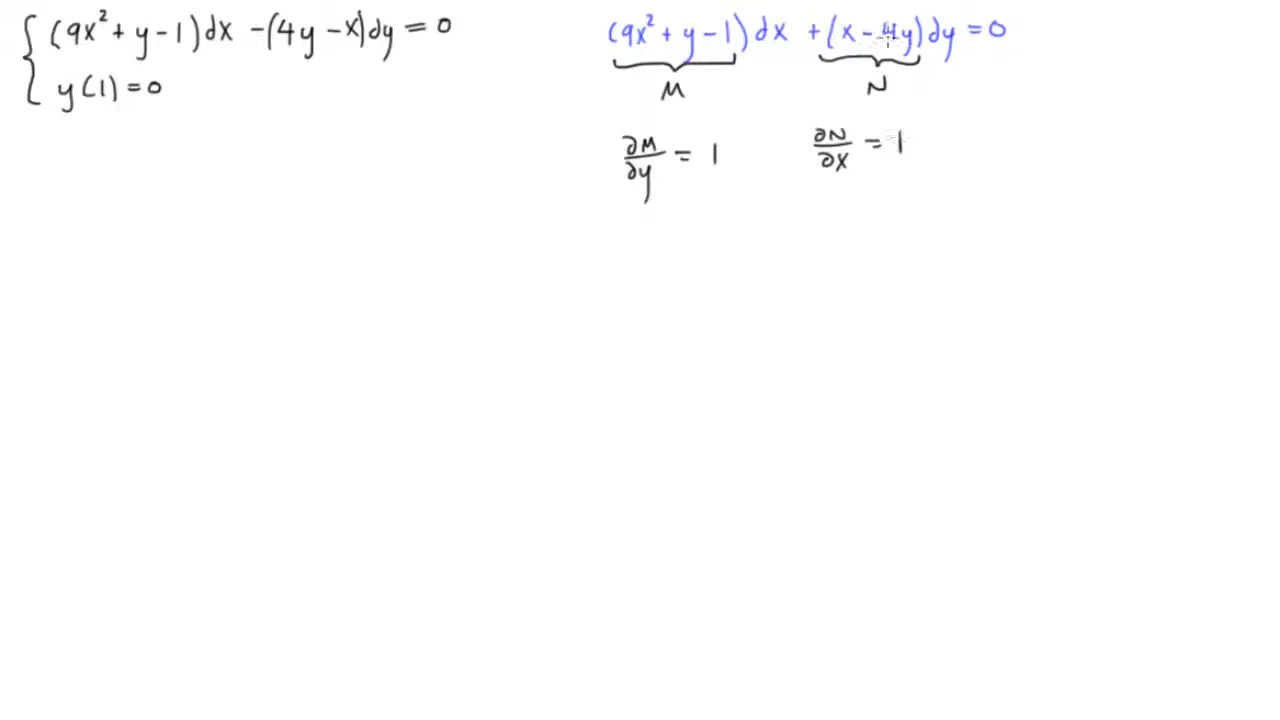 (9x² + y - 1)dx - (4y - x)dy = 0
y(1) = 0
(9x² + y - 1)dx + (x - 4y)dy = 0
M N
∂M/∂y = 1 ∂N/∂x = 1